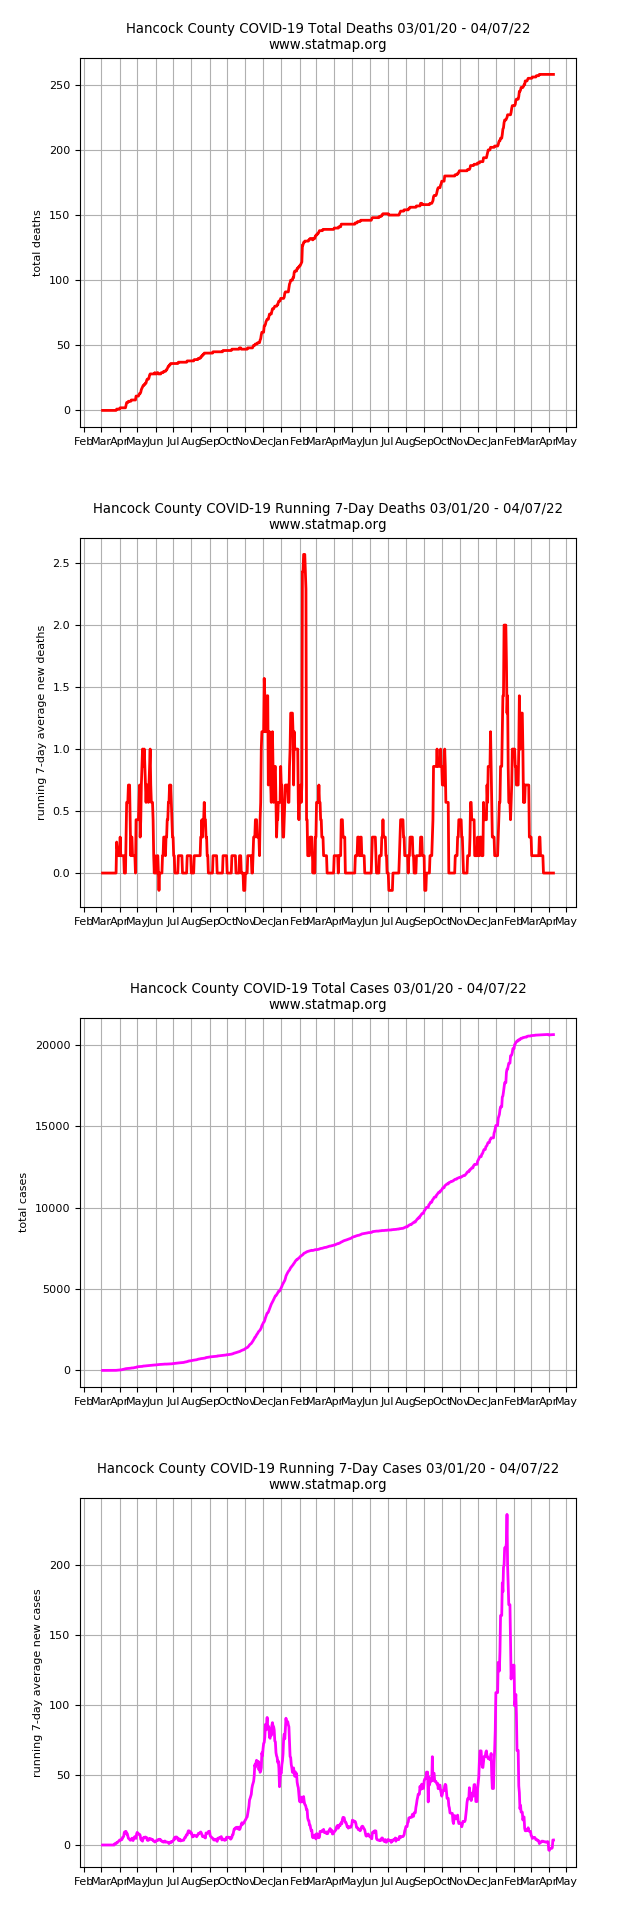 Hancock County COVID-19 Total Deaths 03/01/20 - 04/07/22
www.statmap.org
250
200
150
100
50
0
total deaths
Feb Mar Apr May Jun Jul Aug Sep Oct Nov Dec Jan Feb Mar Apr May Jun Jul Aug Sep Oct Nov Dec Jan Feb Mar Apr May
Hancock County COVID-19 Running 7-Day Deaths 03/01/20 - 04/07/22
www.statmap.org
2.5
2.0
1.5
1.0
0.5
0.0
running 7-day average new deaths
Feb Mar Apr May Jun Jul Aug Sep Oct Nov Dec Jan Feb Mar Apr May Jun Jul Aug Sep Oct Nov Dec Jan Feb Mar Apr May
Hancock County COVID-19 Total Cases 03/01/20 - 04/07/22
www.statmap.org
20000
15000
10000
5000
0
total cases
Feb Mar Apr May Jun Jul Aug Sep Oct Nov Dec Jan Feb Mar Apr May Jun Jul Aug Sep Oct Nov Dec Jan Feb Mar Apr May
Hancock County COVID-19 Running 7-Day Cases 03/01/20 - 04/07/22
www.statmap.org
200
150
100
50
0
running 7-day average new cases
Feb Mar Apr May Jun Jul Aug Sep Oct Nov Dec Jan Feb Mar Apr May Jun Jul Aug Sep Oct Nov Dec Jan Feb Mar Apr May